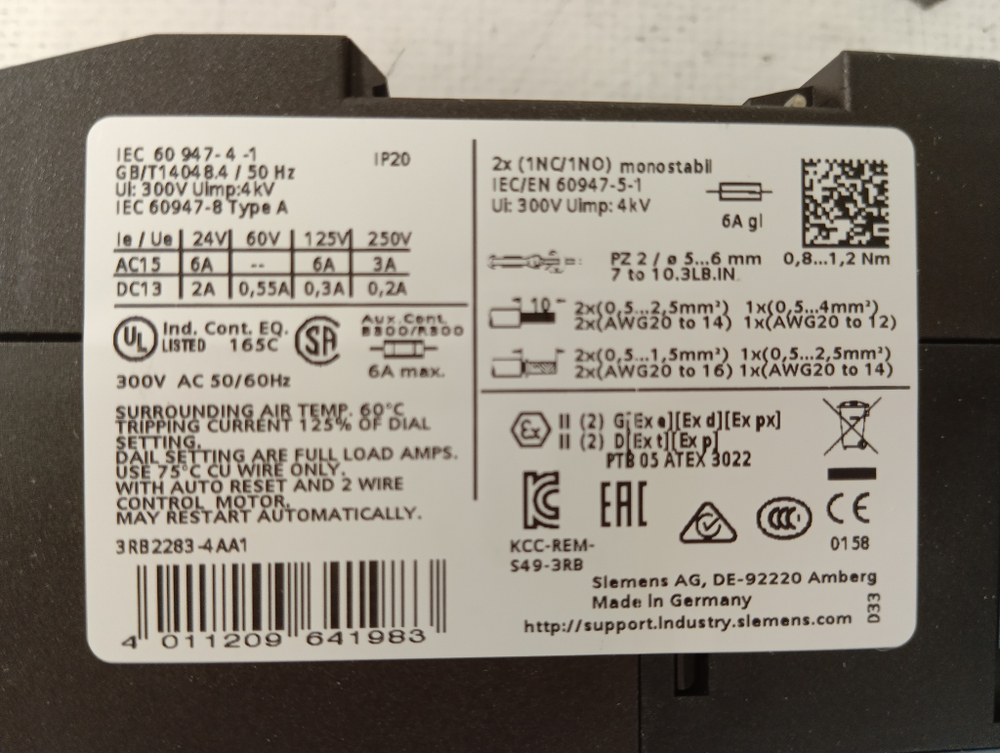 IEC 60 947-4 -1
IP20
GB/T14048.4 / 50 Hz
Ui: 300V Uimp:4kV
IEC 60947-8 Type A
Ie / Ue 24V 60V 125V 250V
AC15 6A -- 6A 3A
DC13 2A 0,55A 0,3A 0,2A
UL
Ind. Cont. EQ.
LISTED 165C
SA
Aux.Cont.
B300/R300
6A max.
300V AC 50/60Hz
SURROUNDING AIR TEMP. 60°C
TRIPPING CURRENT 125% OF DIAL
SETTING.
DAIL SETTING ARE FULL LOAD AMPS.
USE 75°C CU WIRE ONLY.
WITH AUTO RESET AND 2 WIRE
CONTROL MOTOR,
MAY RESTART AUTOMATICALLY.
3RB2283-4AA1
4 011209 641983
2x (1NC/1NO) monostabil
IEC/EN 60947-5-1
Ui: 300V Uimp: 4kV
6A gl
PZ 2 / ø 5...6 mm 0,8...1,2 Nm
7 to 10.3LB.IN
10
2x(0,5...2,5mm²) 1x(0,5...4mm²)
2x(AWG20 to 14) 1x(AWG20 to 12)
2x(0,5...1,5mm²) 1x(0,5...2,5mm²)
2x(AWG20 to 16) 1x(AWG20 to 14)
Ex
II (2) G[Ex e][Ex d][Ex px]
II (2) D[Ex t][Ex p]
PTB 05 ATEX 3022
EAC
CCC
CE
0158
KCC-REM-
S49-3RB
Siemens AG, DE-92220 Amberg
Made in Germany
http://support.industry.siemens.com
D33